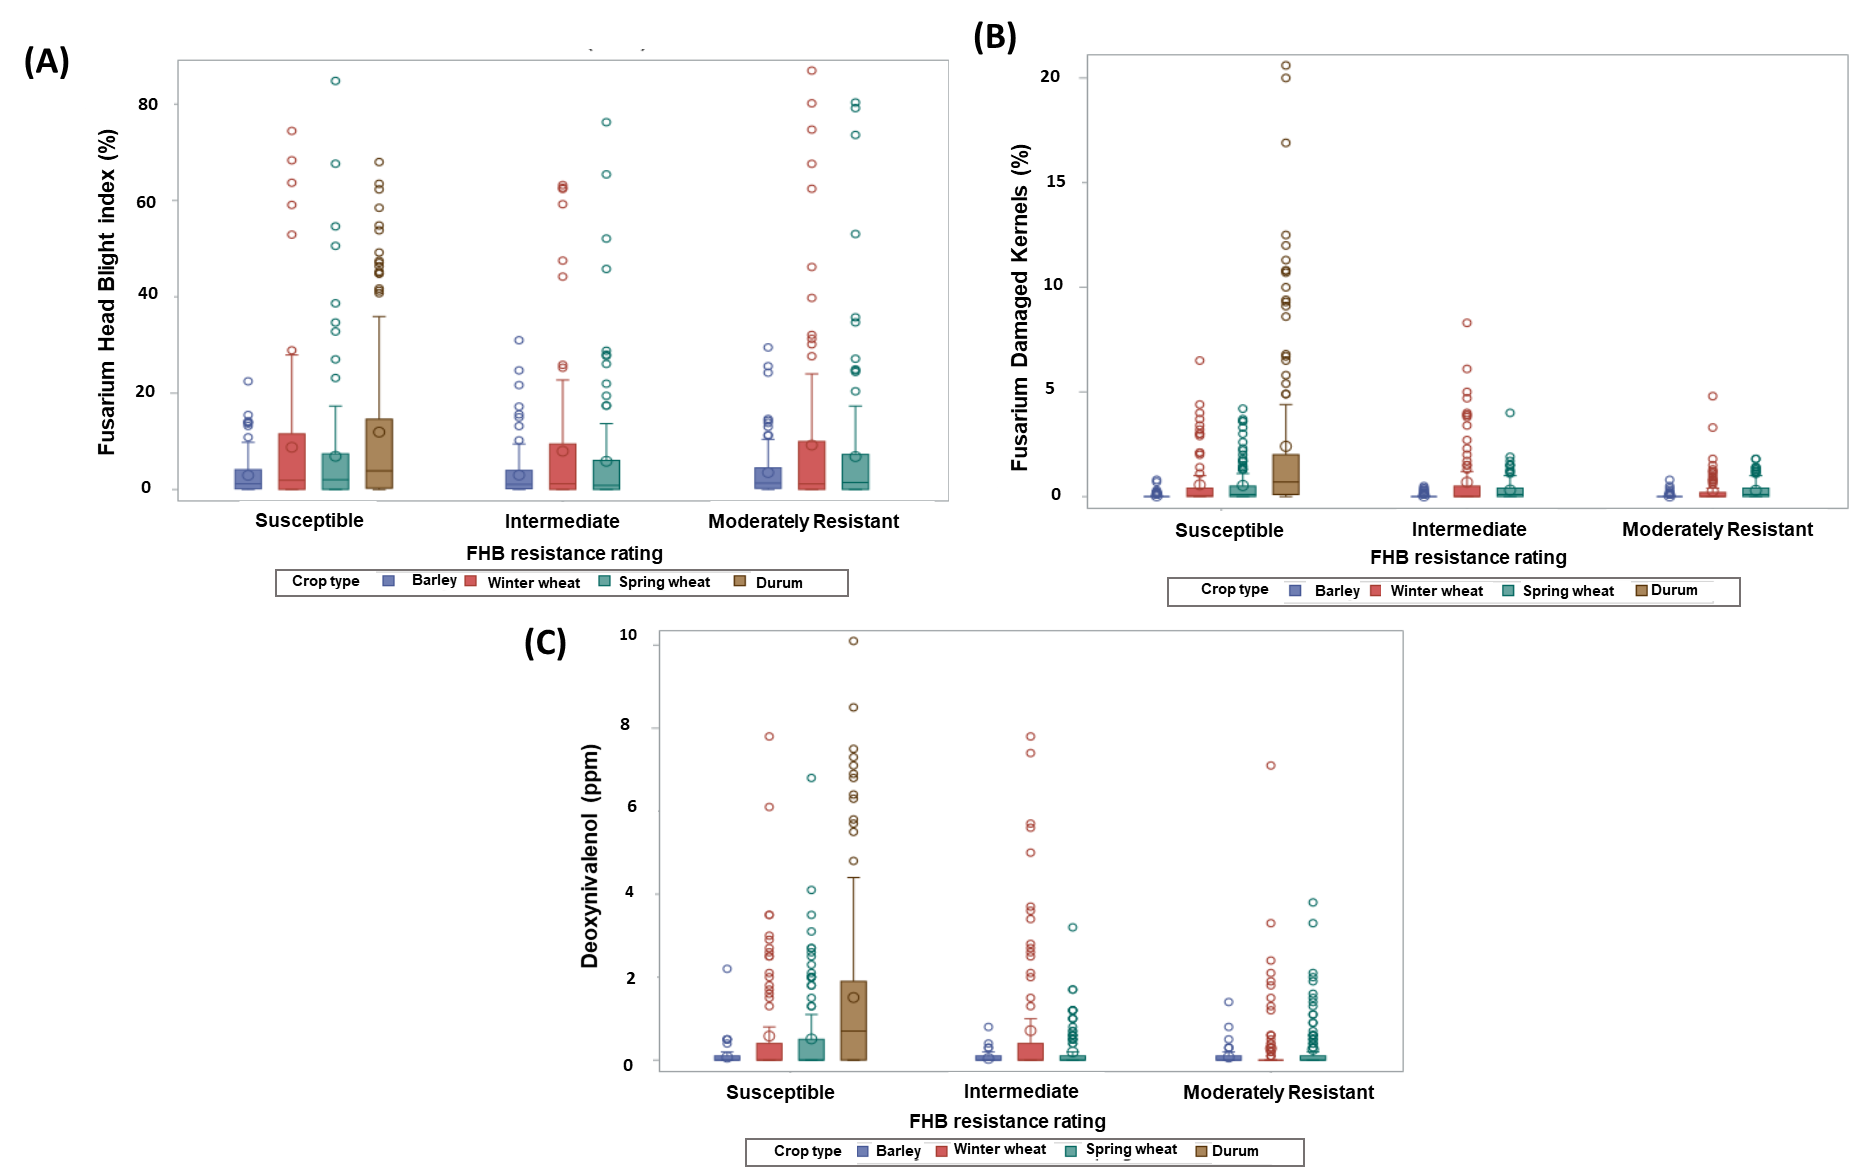 (A)
Fusarium Head Blight index (%)
80
60
40
20
0
Susceptible Intermediate Moderately Resistant
FHB resistance rating
Crop type Barley Winter wheat Spring wheat Durum
(B)
Fusarium Damaged Kernels (%)
20
15
10
5
0
Susceptible Intermediate Moderately Resistant
FHB resistance rating
Crop type Barley Winter wheat Spring wheat Durum
(C)
Deoxynivalenol (ppm)
10
8
6
4
2
0
Susceptible Intermediate Moderately Resistant
FHB resistance rating
Crop type Barley Winter wheat Spring wheat Durum